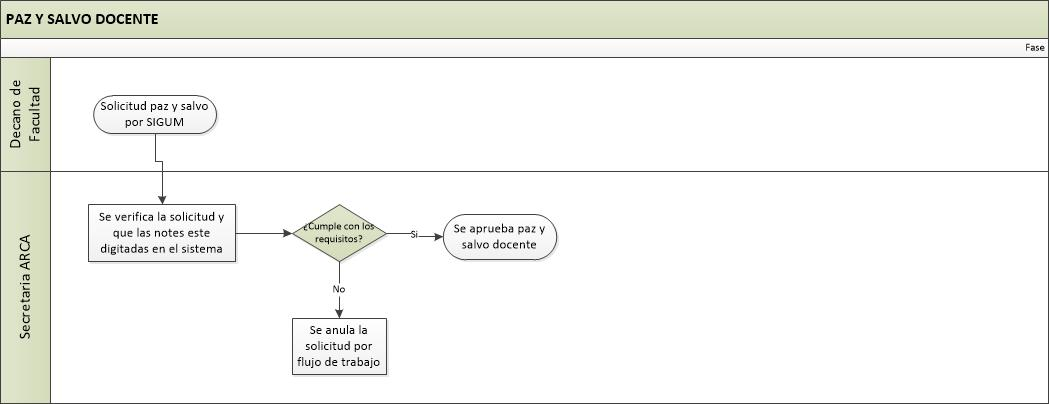 PAZ Y SALVO DOCENTE
Fase
Decano de
Facultad
Solicitud paz y salvo
por SIGUM
Secretaria ARCA
Se verifica la solicitud y
que las notes este
digitadas en el sistema
¿Cumple con los
requisitos?
Si
Se aprueba paz y
salvo docente
No
Se anula la
solicitud por
flujo de trabajo